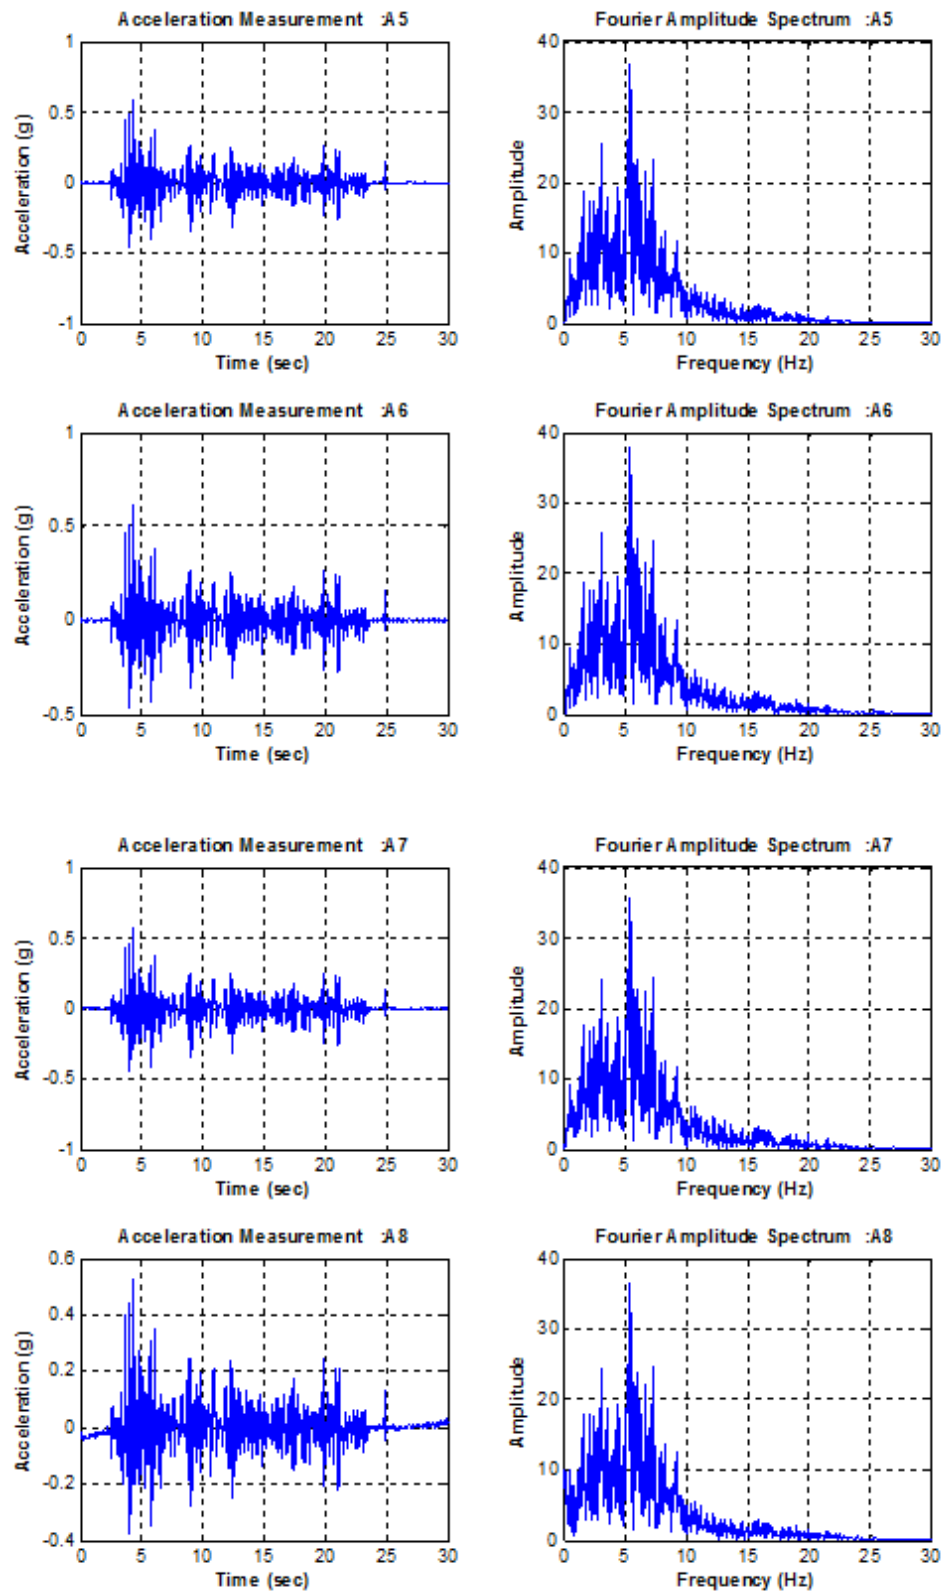 Acceleration Measurement :A5
Fourier Amplitude Spectrum :A5
1
0.5
0
-0.5
-1
Acceleration (g)
0 5 10 15 20 25 30
Time (sec)
40
30
20
10
0
Amplitude
0 5 10 15 20 25 30
Frequency (Hz)
Acceleration Measurement :A6
Fourier Amplitude Spectrum :A6
1
0.5
0
-0.5
Acceleration (g)
0 5 10 15 20 25 30
Time (sec)
40
30
20
10
0
Amplitude
0 5 10 15 20 25 30
Frequency (Hz)
Acceleration Measurement :A7
Fourier Amplitude Spectrum :A7
1
0.5
0
-0.5
-1
Acceleration (g)
0 5 10 15 20 25 30
Time (sec)
40
30
20
10
0
Amplitude
0 5 10 15 20 25 30
Frequency (Hz)
Acceleration Measurement :A8
Fourier Amplitude Spectrum :A8
0.6
0.4
0.2
0
-0.2
-0.4
Acceleration (g)
0 5 10 15 20 25 30
Time (sec)
40
30
20
10
0
Amplitude
0 5 10 15 20 25 30
Frequency (Hz)